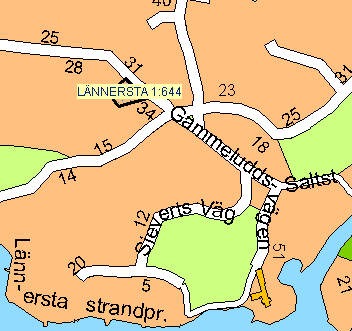 40
25
28
31
LÄNNERSTA 1:644
34
23
31
25
18
15
14
Gammeludds-
vägen
Saltst
Sieverts Väg
12
51
20
5
21
Länn-
ersta strandpr.